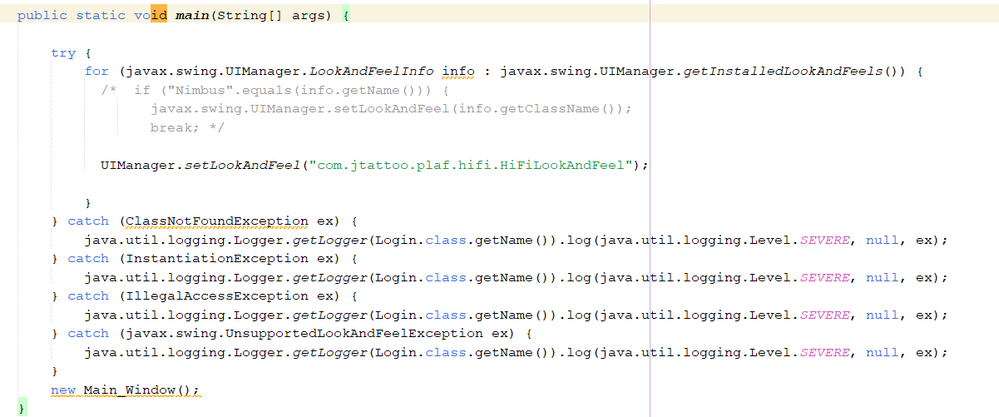 public static void main(String[] args) {
try {
for (javax.swing.UIManager.LookAndFeelInfo info : javax.swing.UIManager.getInstalledLookAndFeels()) {
/*  if ("Nimbus".equals(info.getName())) {
javax.swing.UIManager.setLookAndFeel(info.getClassName());
break; */
UIManager.setLookAndFeel("com.jtattoo.plaf.hifi.HiFiLookAndFeel");
}
} catch (ClassNotFoundException ex) {
java.util.logging.Logger.getLogger(Login.class.getName()).log(java.util.logging.Level.SEVERE, null, ex);
} catch (InstantiationException ex) {
java.util.logging.Logger.getLogger(Login.class.getName()).log(java.util.logging.Level.SEVERE, null, ex);
} catch (IllegalAccessException ex) {
java.util.logging.Logger.getLogger(Login.class.getName()).log(java.util.logging.Level.SEVERE, null, ex);
} catch (javax.swing.UnsupportedLookAndFeelException ex) {
java.util.logging.Logger.getLogger(Login.class.getName()).log(java.util.logging.Level.SEVERE, null, ex);
}
new Main_Window();
}